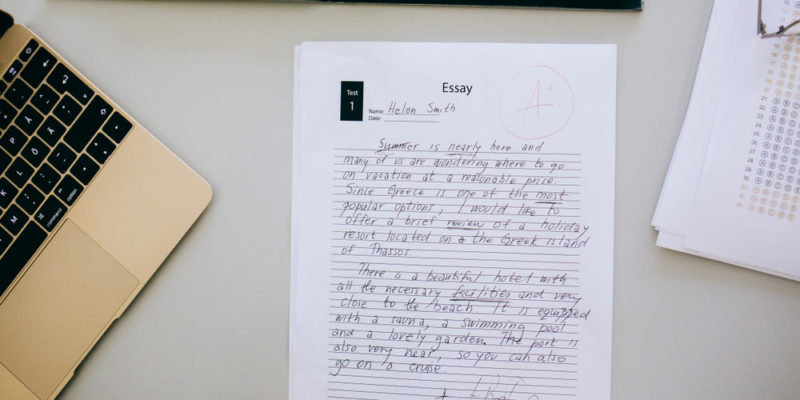 Essay
Test
1
Name: Helen Smith
Date:
A+
Summer is nearly here and
many of us are wondering where to go
on vacation at a reasonable price
Since Greece is one of the most
popular options, I would like to
offer a brief review of a holiday
resort located on the Greek island
of Thassos.
There is a beautiful hotel with
all the necessary facilities and very
close to the beach. It is equipped
with a sauna, a swimming pool
and a lovely garden. The port is
also very near, so you can also
go on a cruise.